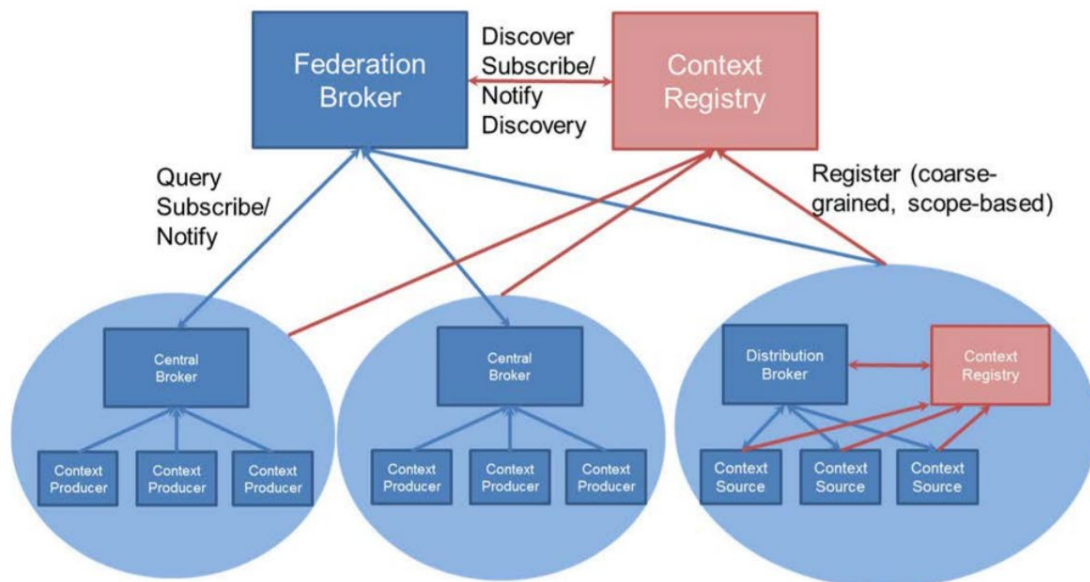 Federation
Broker
Discover
Subscribe/
Notify
Discovery
Context
Registry
Query
Subscribe/
Notify
Register (coarse-
grained, scope-based)
Central
Broker
Context
Producer
Context
Producer
Context
Producer
Central
Broker
Context
Producer
Context
Producer
Context
Producer
Distribution
Broker
Context
Registry
Context
Source
Context
Source
Context
Source